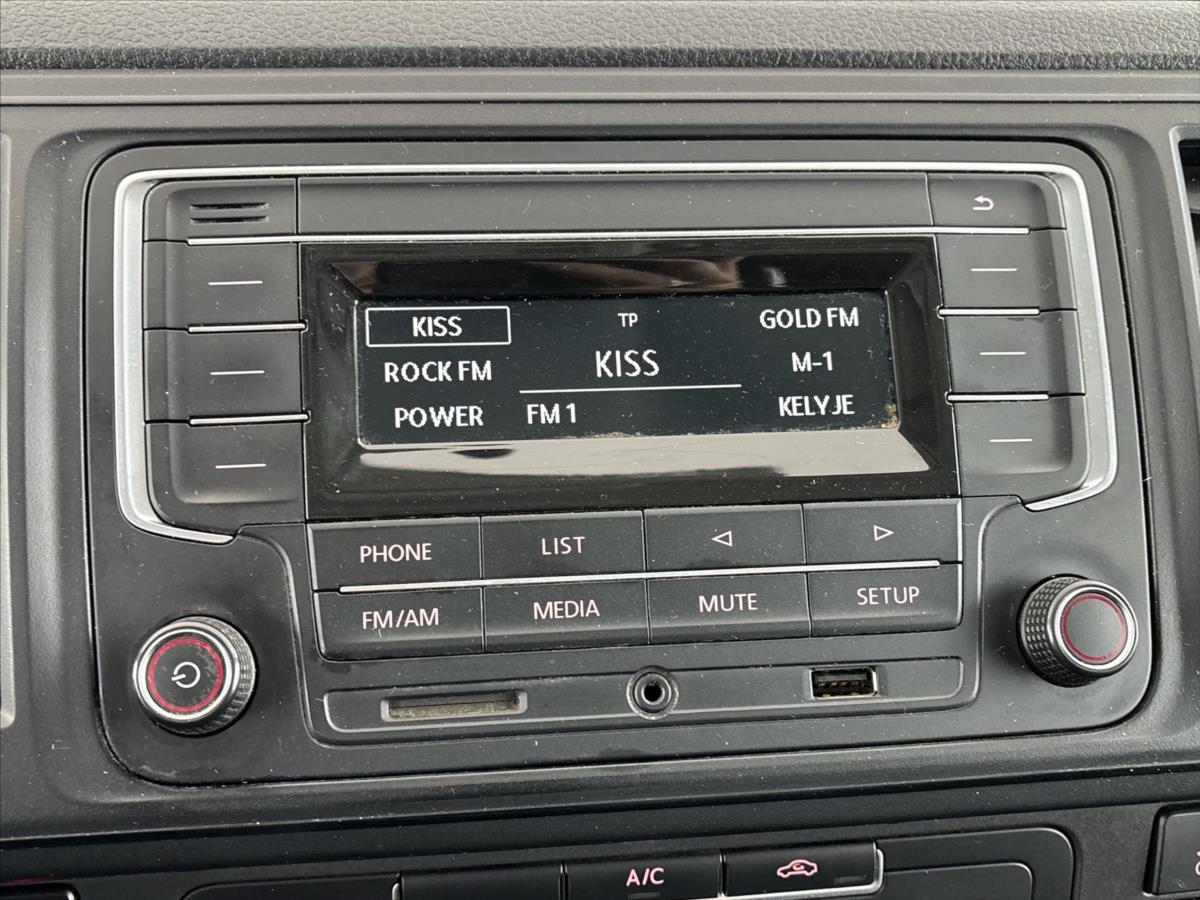 KISS
TP
GOLD FM
ROCK FM
KISS
M-1
POWER
FM 1
KELYJE
PHONE
LIST
FM/AM
MEDIA
MUTE
SETUP
A/C